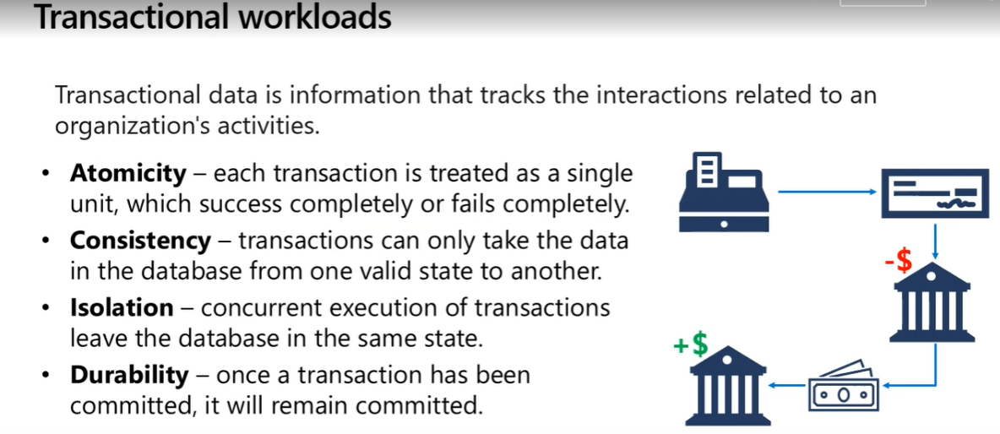 Transactional workloads
Transactional data is information that tracks the interactions related to an
organization's activities.
• Atomicity – each transaction is treated as a single
unit, which success completely or fails completely.
• Consistency – transactions can only take the data
in the database from one valid state to another.
• Isolation – concurrent execution of transactions
leave the database in the same state.
• Durability – once a transaction has been
committed, it will remain committed.
-$
+$